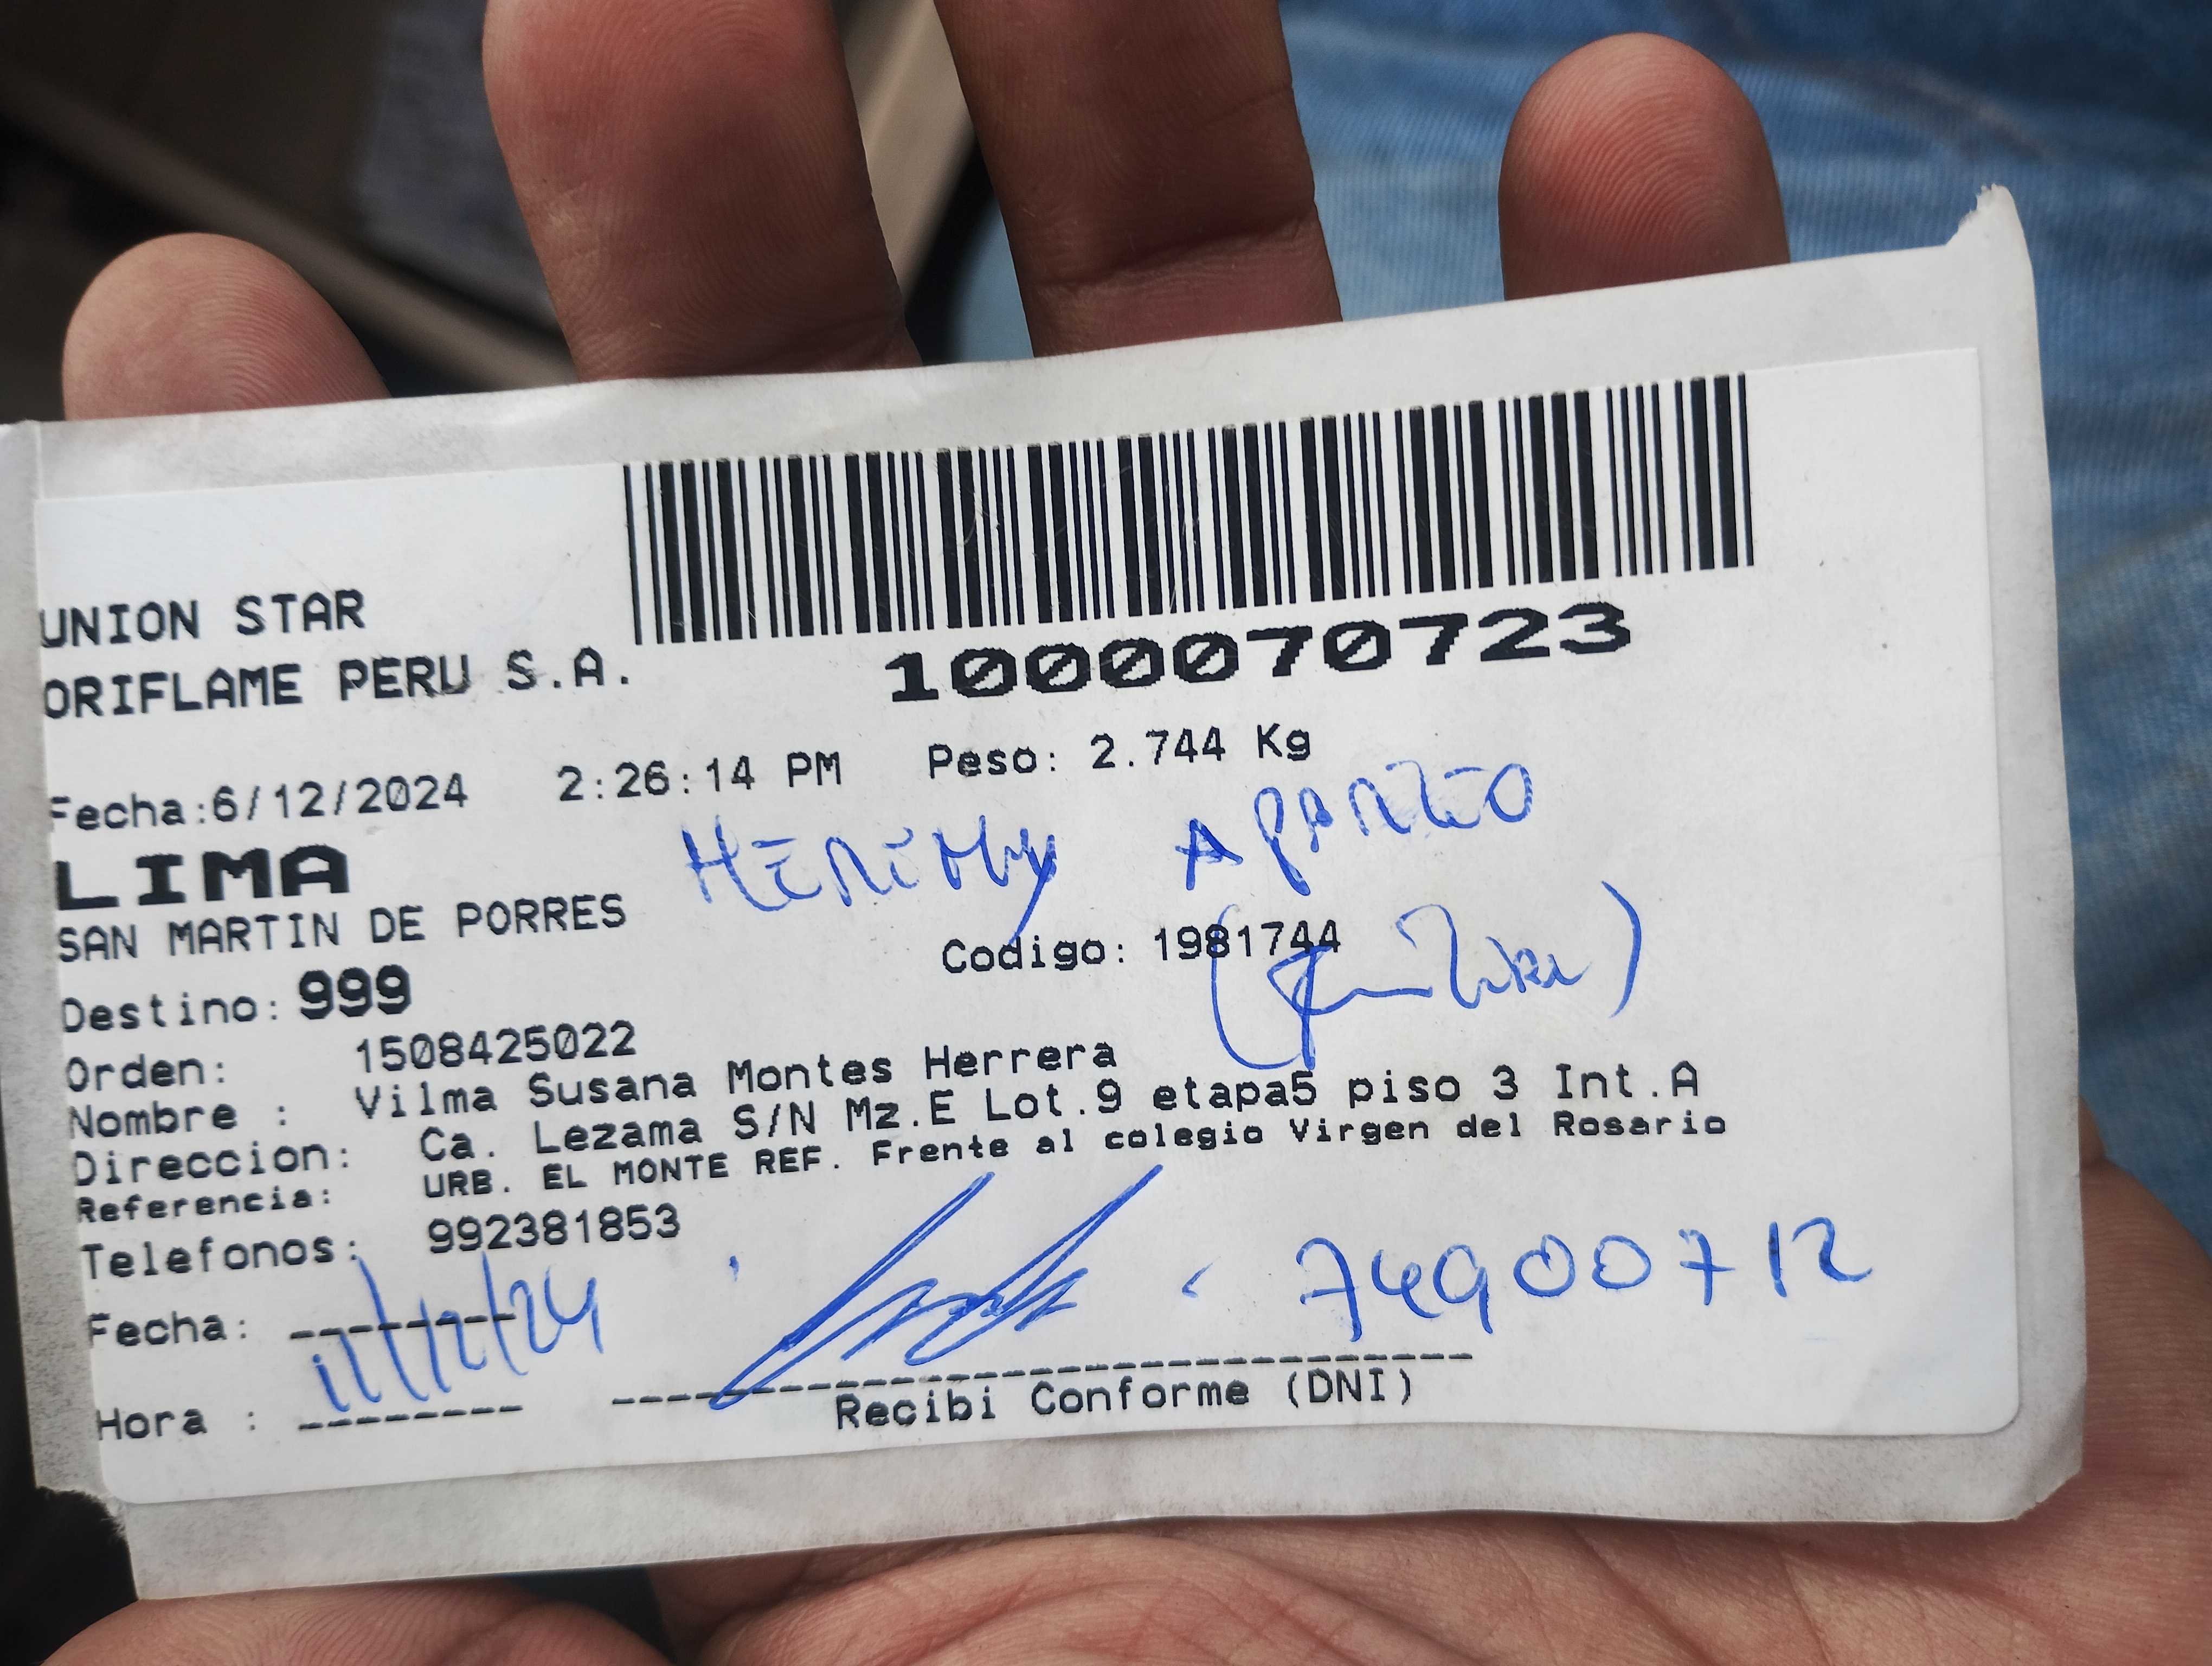 UNION STAR
ORIFLAME PERU S.A.
1000070723
Fecha:6/12/2024 2:26:14 PM Peso: 2.744 Kg
LIMA
SAN MARTIN DE PORRES
Codigo: 1981744
Destino: 999
Orden: 1508425022
Nombre : Vilma Susana Montes Herrera
Direccion: Ca. Lezama S/N Mz.E Lot.9 etapa5 piso 3 Int.A
Referencia: URB. EL MONTE REF. Frente al colegio Virgen del Rosario
Telefonos: 992381853
74900712
Fecha: 11/12/24
Hora :
Recibi Conforme (DNI)